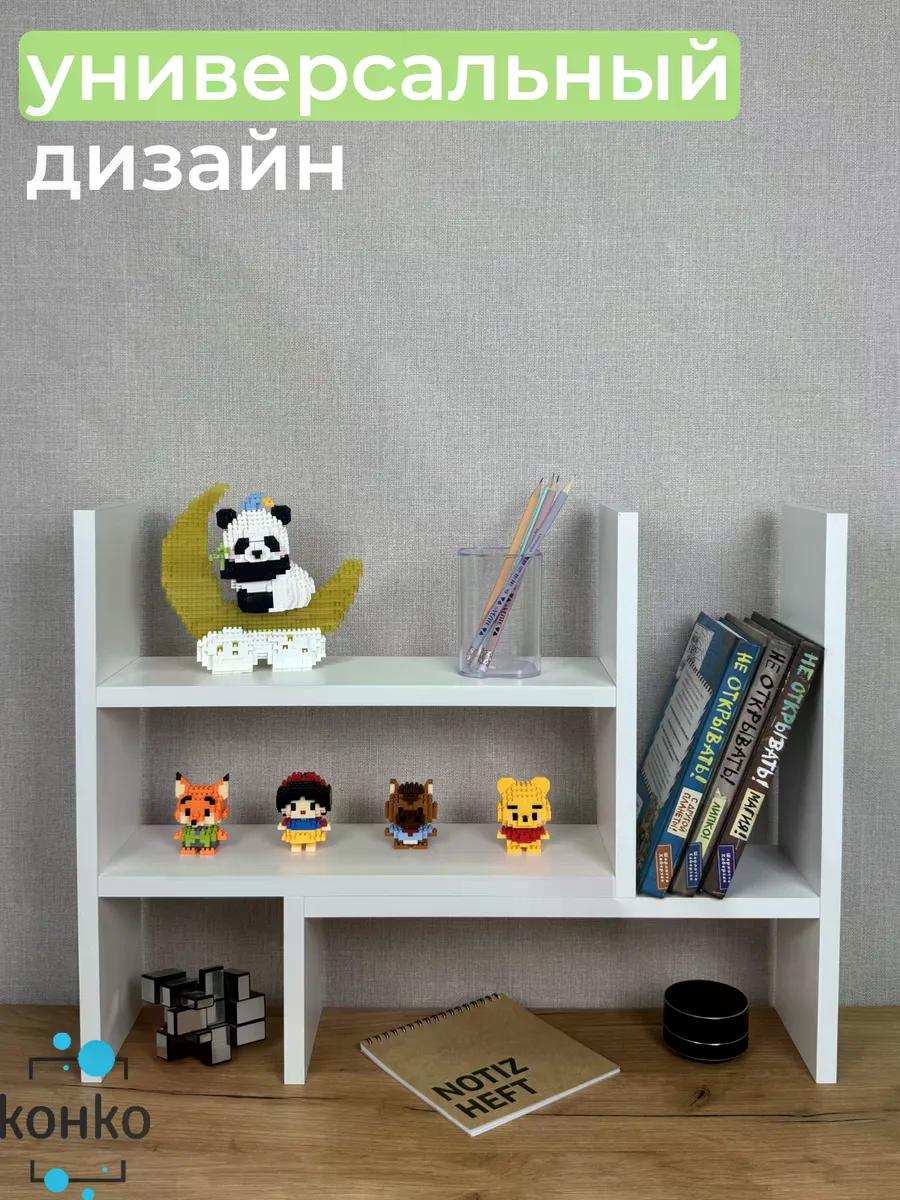 универсальный
дизайн
НЕ ОТКРЫВАТЬ!
С ДРУГОЙ
ПЛАНЕТЫ!
НЕ ОТКРЫВАТЬ!
ЛИПКО!
НЕ ОТКРЫВАТЬ!
МАГИЯ!
NOTIZ
HEFT
конко